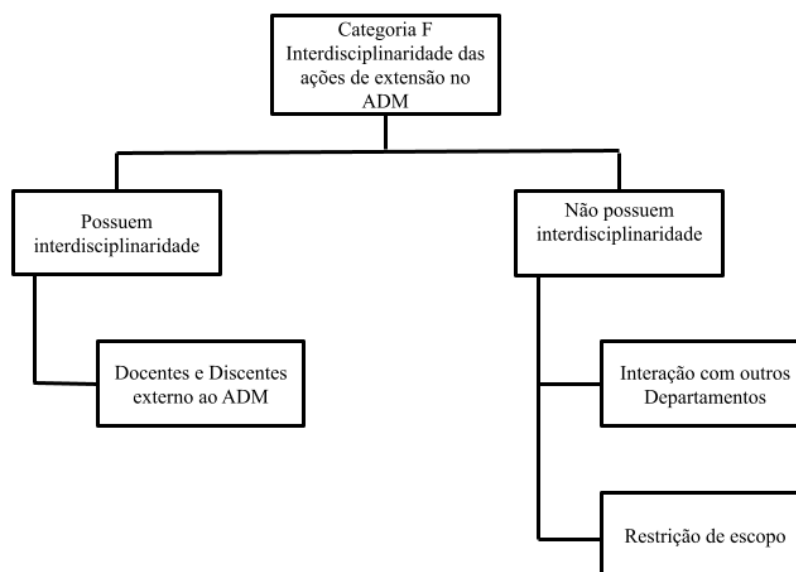 Categoria F
Interdisciplinaridade das
ações de extensão no
ADM
Possuem
interdisciplinaridade
Não possuem
interdisciplinaridade
Docentes e Discentes
externo ao ADM
Interação com outros
Departamentos
Restrição de escopo